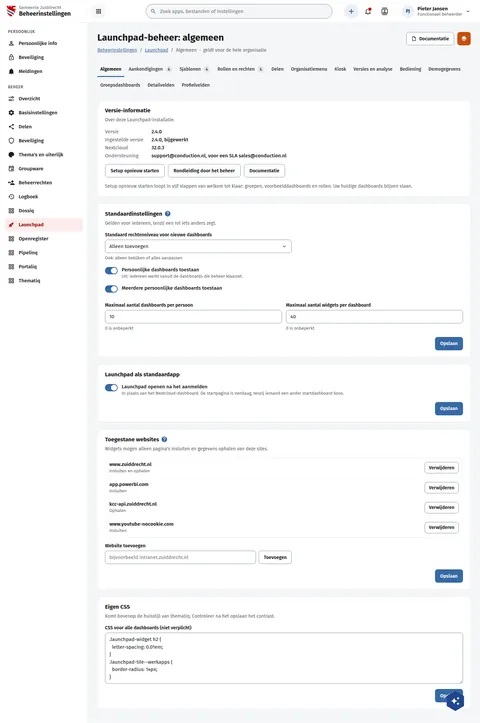 Gemeente Zuiddrecht
Beheerinstellingen
Zoek apps, bestanden of instellingen
Pieter Jansen
Functioneel beheerder
PERSOONLIJK
Persoonlijke info
Beveiliging
Meldingen
BEHEER
Overzicht
Basisinstellingen
Delen
Beveiliging
Thema's en uiterlijk
Groupware
Beheerrechten
Logboek
Dossiq
Launchpad
Openregister
Pipelinq
Portaliq
Thematiq
Launchpad-beheer: algemeen
Beheerinstellingen / Launchpad / Algemeen · geldt voor de hele organisatie
Documentatie
Algemeen
Aankondigingen 4
Sjablonen 4
Rollen en rechten 4
Delen
Organisatiemenu
Kiosk
Versies en analyse
Bediening
Demogegevens
Groepsdashboards
Detailvelden
Profielvelden
Versie-informatie
Over deze Launchpad-installatie.
Versie 2.4.0
Ingestelde versie 2.4.0, bijgewerkt
Nextcloud 32.0.3
Ondersteuning support@conduction.nl, voor een SLA sales@conduction.nl
Setup opnieuw starten
Rondleiding door het beheer
Documentatie
Setup opnieuw starten loopt in vijf stappen van welkom tot klaar: groepen, voorbeelddashboards en rollen. Uw huidige dashboards blijven staan.
Standaardinstellingen
Gelden voor iedereen, tenzij een rol iets anders zegt.
Standaard rechtenniveau voor nieuwe dashboards
Alleen toevoegen
Ook: alleen bekijken of alles aanpassen.
Persoonlijke dashboards toestaan
Uit: iedereen werkt vanuit de dashboards die beheer klaarzet.
Meerdere persoonlijke dashboards toestaan
Maximaal aantal dashboards per persoon
10
0 is onbeperkt
Maximaal aantal widgets per dashboard
40
0 is onbeperkt
Opslaan
Launchpad als standaardapp
Launchpad openen na het aanmelden
In plaats van het Nextcloud-dashboard. De startpagina is vandaag, tenzij iemand een ander startdashboard koos.
Opslaan
Toegestane websites
Widgets mogen alleen pagina's insluiten en gegevens ophalen van deze sites.
www.zuiddrecht.nl
Insluiten en ophalen
Verwijderen
app.powerbi.com
Insluiten
Verwijderen
kcc-api.zuiddrecht.nl
Ophalen
Verwijderen
www.youtube-nocookie.com
Insluiten
Verwijderen
Website toevoegen
bijvoorbeeld intranet.zuiddrecht.nl
Toevoegen
Opslaan
Eigen CSS
Komt bovenop de huisstijl van thematiq. Controleer na het opslaan het contrast.
CSS voor alle dashboards (niet verplicht)
.launchpad-widget h2 {
letter-spacing: 0.01em;
}
.launchpad-tile--werkapps {
border-radius: 14px;
}